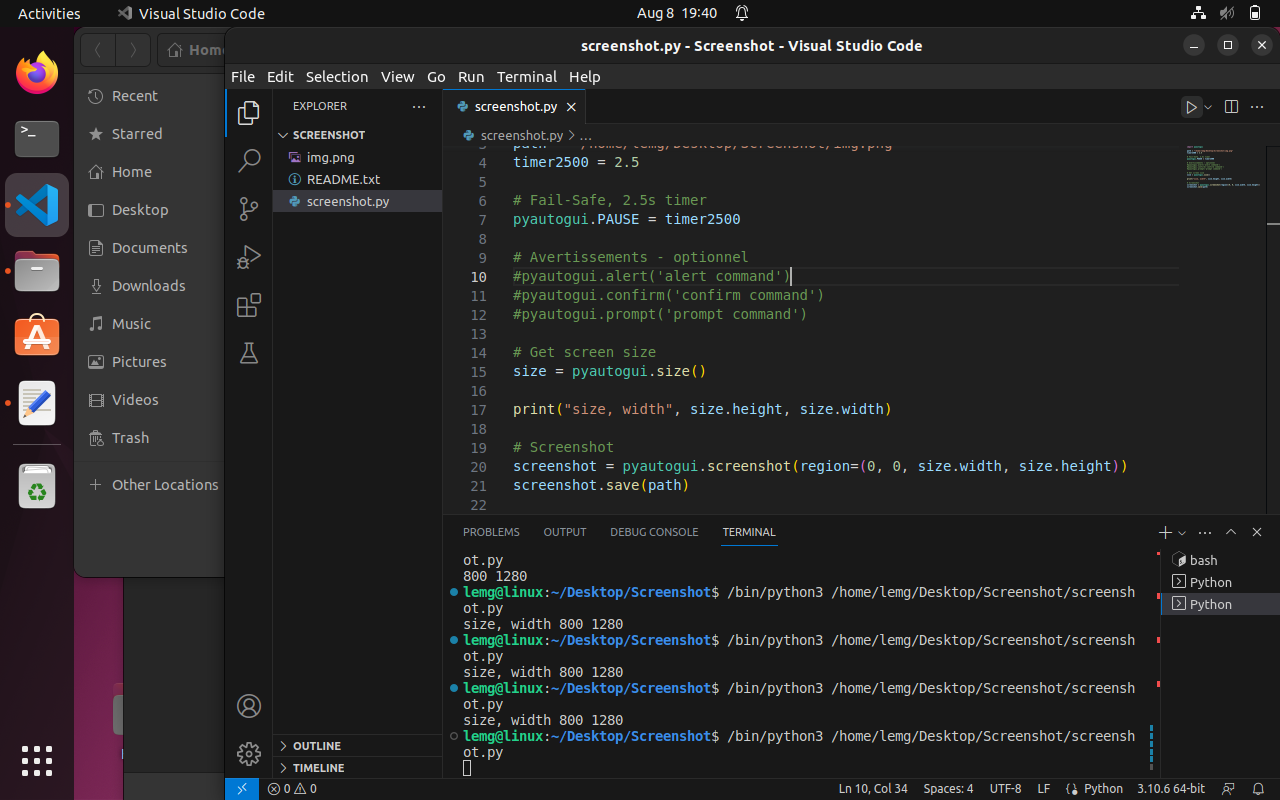 Activities
Visual Studio Code
Aug 8 19:40
Home
Recent
Starred
Home
Desktop
Documents
Downloads
Music
Pictures
Videos
Trash
Other Locations
screenshot.py - Screenshot - Visual Studio Code
File Edit Selection View Go Run Terminal Help
EXPLORER
SCREENSHOT
img.png
README.txt
screenshot.py
OUTLINE
TIMELINE
screenshot.py
screenshot.py > ...
3 path = "/home/lemg/Desktop/Screenshot/img.png"
4 timer2500 = 2.5
5
6 # Fail-Safe, 2.5s timer
7 pyautogui.PAUSE = timer2500
8
9 # Avertissements - optionnel
10 #pyautogui.alert('alert command')
11 #pyautogui.confirm('confirm command')
12 #pyautogui.prompt('prompt command')
13
14 # Get screen size
15 size = pyautogui.size()
16
17 print("size, width", size.height, size.width)
18
19 # Screenshot
20 screenshot = pyautogui.screenshot(region=(0, 0, size.width, size.height))
21 screenshot.save(path)
22
PROBLEMS OUTPUT DEBUG CONSOLE TERMINAL
ot.py
800 1280
lemg@linux:~/Desktop/Screenshot$ /bin/python3 /home/lemg/Desktop/Screenshot/screensh
ot.py
size, width 800 1280
lemg@linux:~/Desktop/Screenshot$ /bin/python3 /home/lemg/Desktop/Screenshot/screensh
ot.py
size, width 800 1280
lemg@linux:~/Desktop/Screenshot$ /bin/python3 /home/lemg/Desktop/Screenshot/screensh
ot.py
size, width 800 1280
lemg@linux:~/Desktop/Screenshot$ /bin/python3 /home/lemg/Desktop/Screenshot/screensh
ot.py
bash
Python
Python
0 0
Ln 10, Col 34
Spaces: 4
UTF-8
LF
Python
3.10.6 64-bit